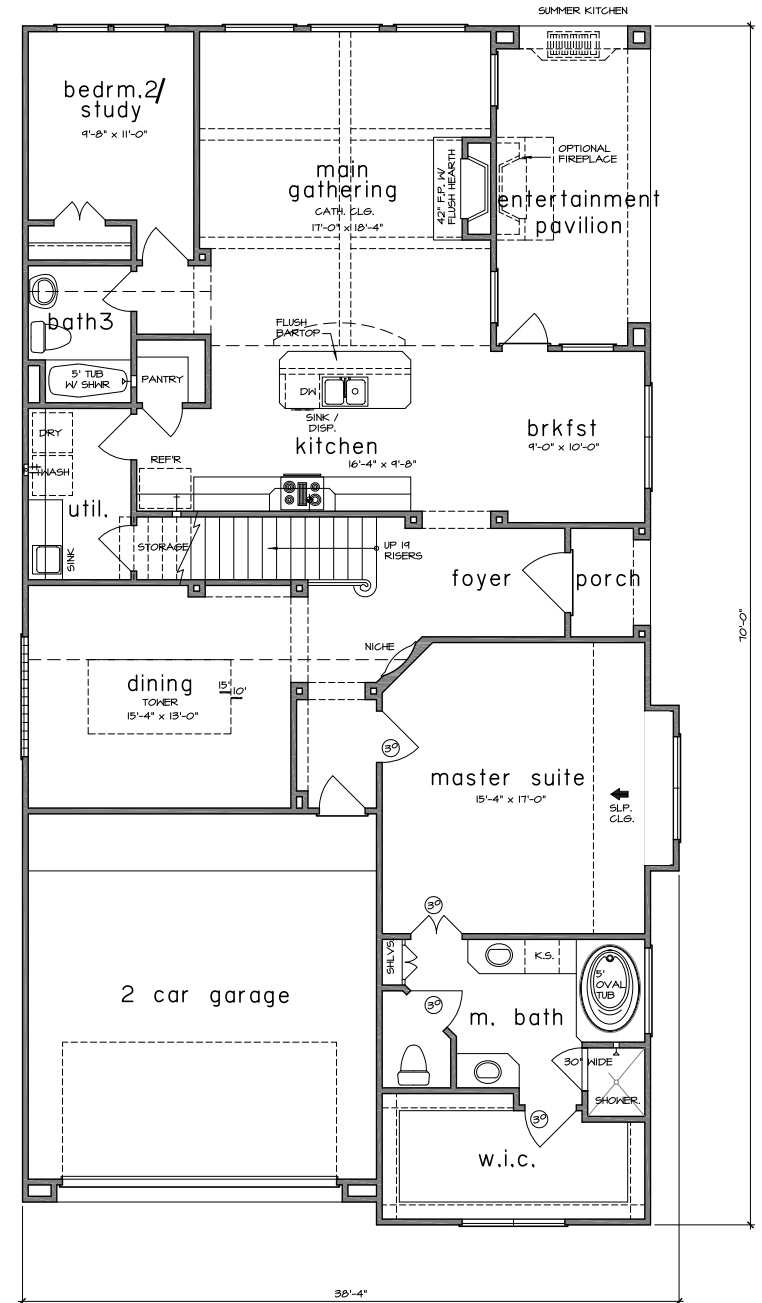 SUMMER KITCHEN
bedrm.2/
study
9'-8" x 11'-0"
main
gathering
CATH. CLG.
17'-0" x 18'-4"
42" F.P. W/
FLUSH HEARTH
OPTIONAL
FIREPLACE
entertainment
pavilion
bath3
5' TUB
W/ SHWR
PANTRY
FLUSH
BARTOP
DW
SINK /
DISP.
kitchen
16'-4" x 9'-8"
brkfst
9'-0" x 10'-0"
DRY
WASH
REF'R
util.
SINK
STORAGE
UP 19
RISERS
foyer
porch
NICHE
70'-0"
dining
TOWER
15'-4" x 13'-0"
15'
10'
3⁰
master suite
15'-4" x 17'-0"
SLP.
CLG.
3⁰
SHLVS.
K.S.
5'
OVAL
TUB
2 car garage
3⁰
m. bath
30" WIDE
SHOWER.
3⁰
w.i.c.
38'-4"